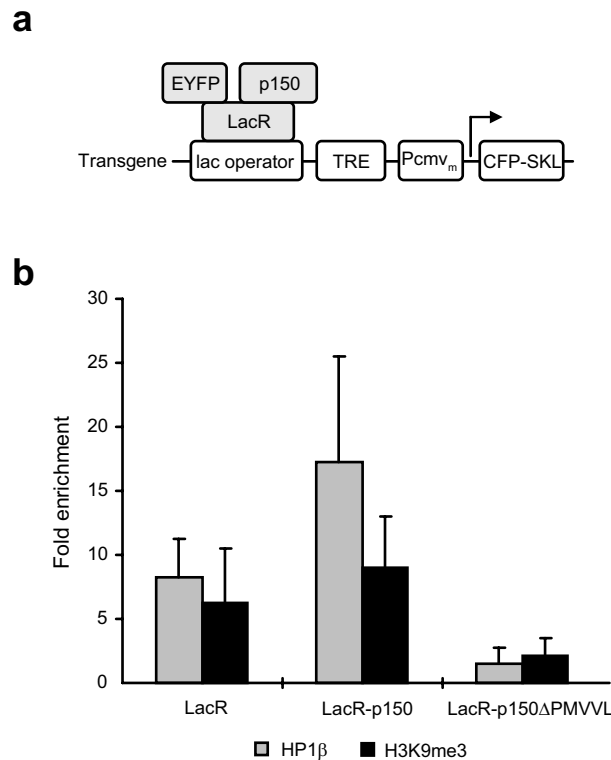 a
EYFP p150
LacR
Transgene lac operator TRE Pcmvm CFP-SKL
b
30
25
20
15
10
5
0
Fold enrichment
LacR LacR-p150 LacR-p150ΔPMVVL
HP1β H3K9me3